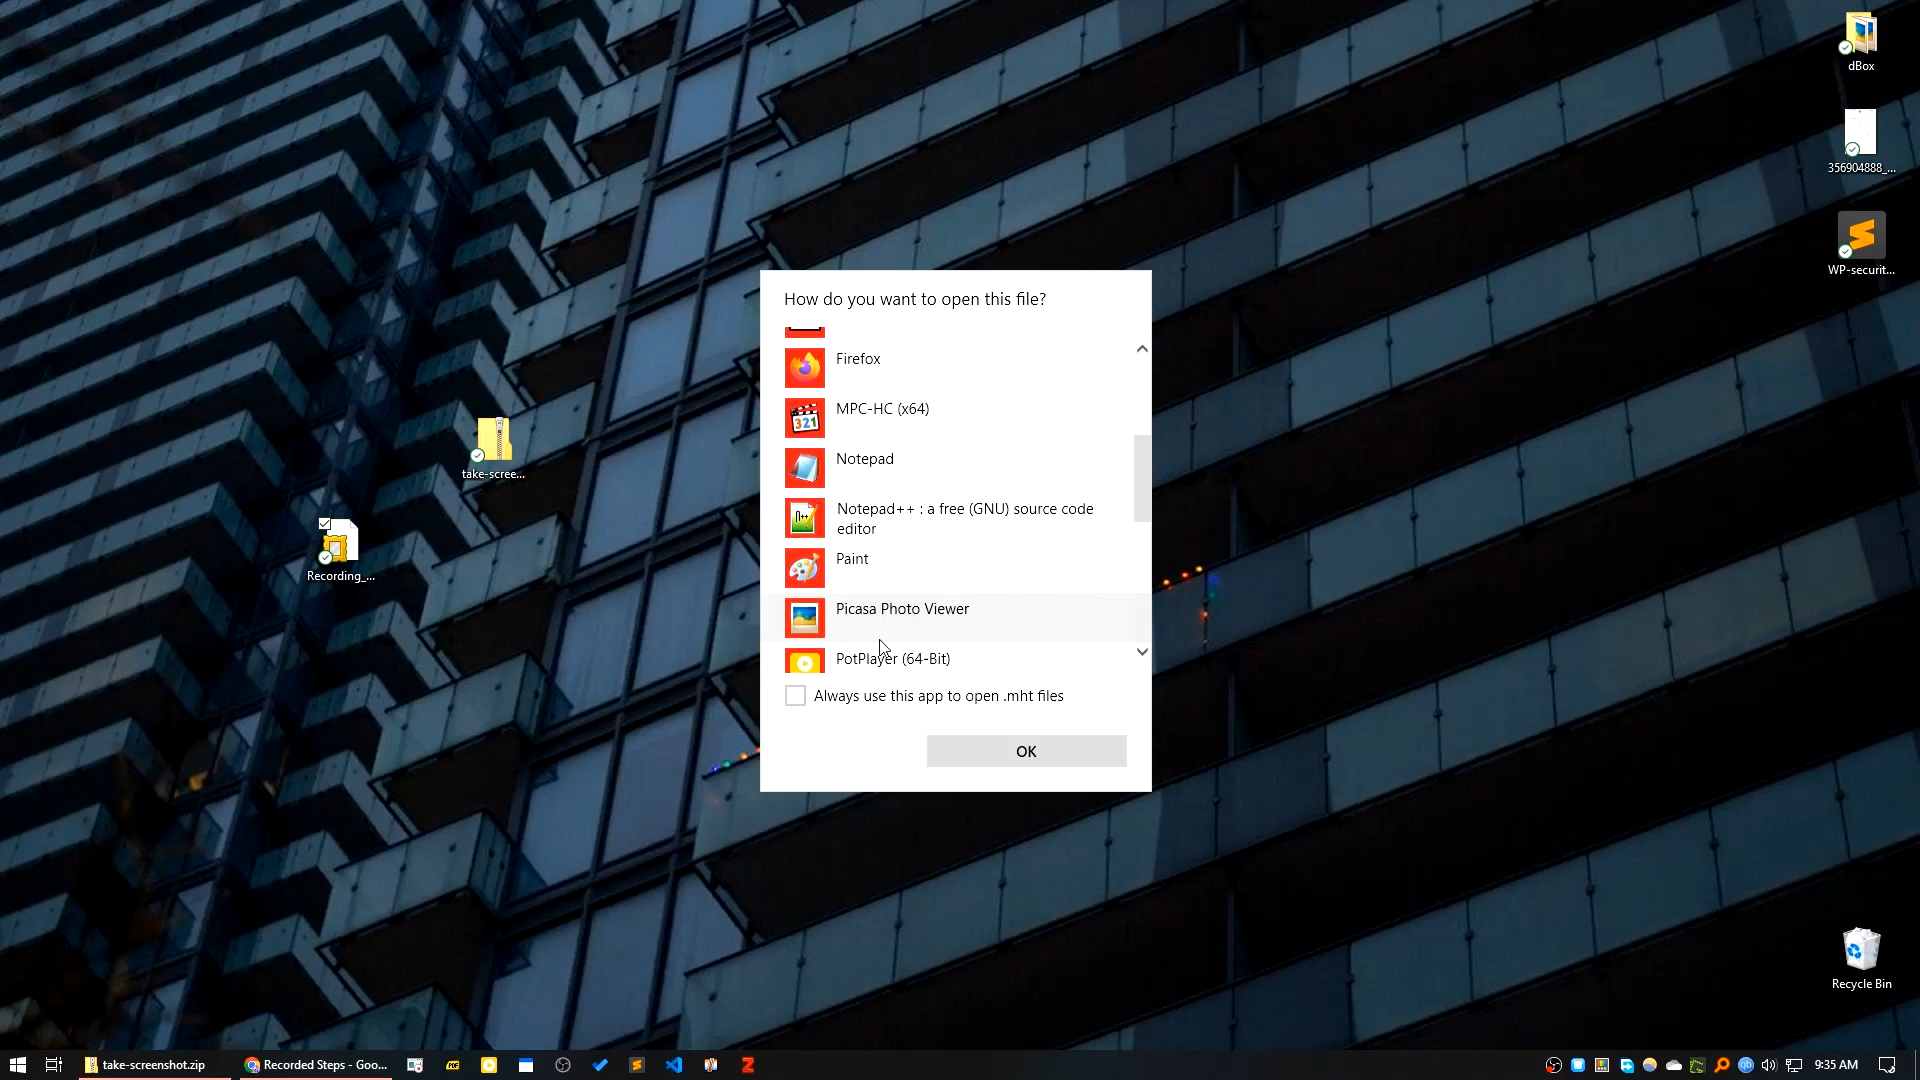 dBox
356904888_...
WP-securit...
How do you want to open this file?
Firefox
MPC-HC (x64)
321
Notepad
Notepad++ : a free (GNU) source code
editor
Paint
Picasa Photo Viewer
PotPlayer (64-Bit)
Always use this app to open .mht files
OK
take-scree...
Recording_...
Recycle Bin
take-screenshot.zip
Recorded Steps - Goo...
9:35 AM